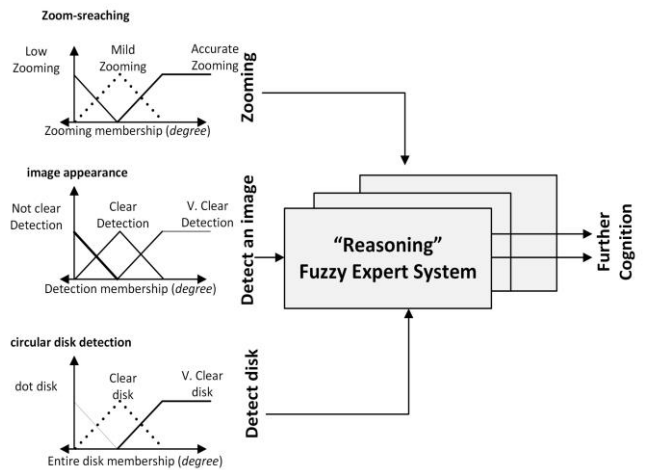 Zoom-sreaching
Low
Zooming
Mild
Zooming
Accurate
Zooming
Zooming membership (degree)
Zooming
image appearance
Not clear
Detection
Clear
Detection
V. Clear
Detection
Detection membership (degree)
Detect an image
circular disk detection
dot disk
Clear
disk
V. Clear
disk
Entire disk membership (degree)
Detect disk
“Reasoning”
Fuzzy Expert System
Further
Cognition